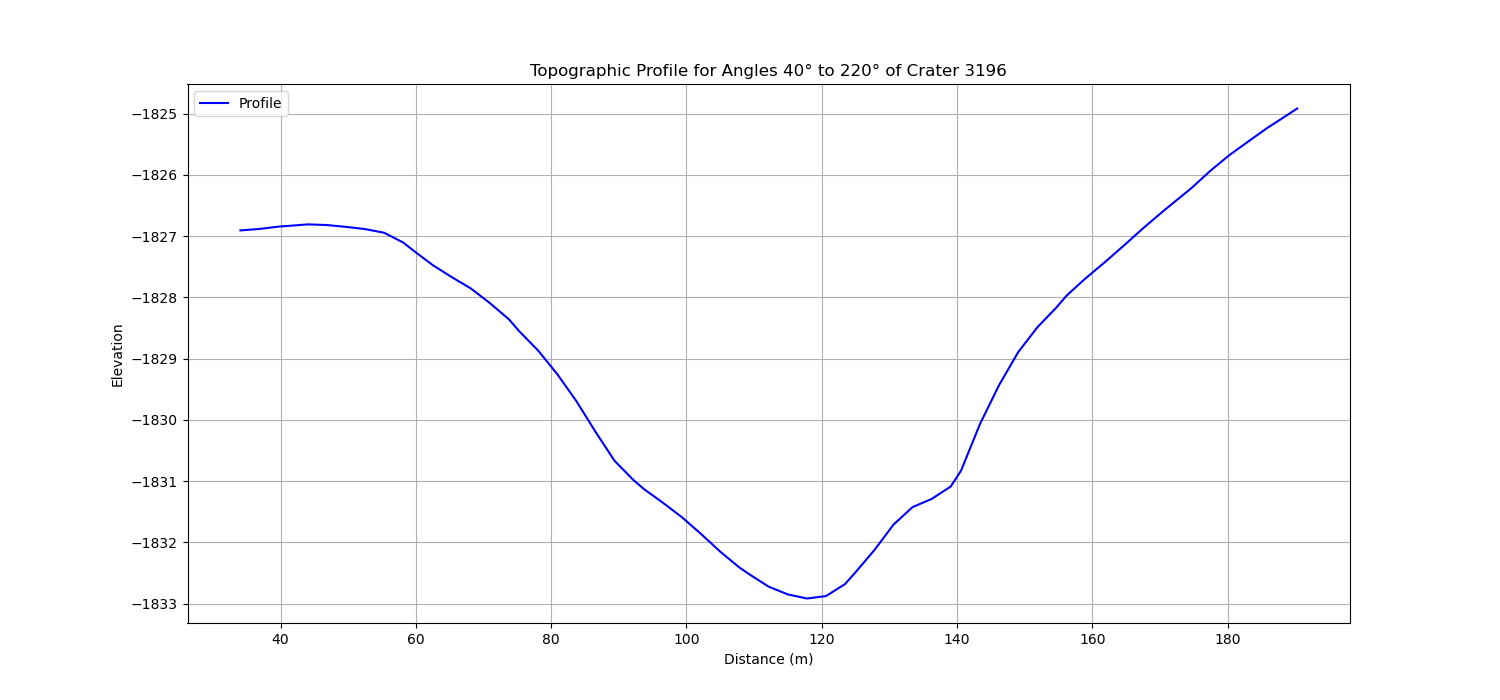 Topographic Profile for Angles 40° to 220° of Crater 3196
Profile
−1825
−1826
−1827
−1828
−1829
−1830
−1831
−1832
−1833
Elevation
40 60 80 100 120 140 160 180
Distance (m)